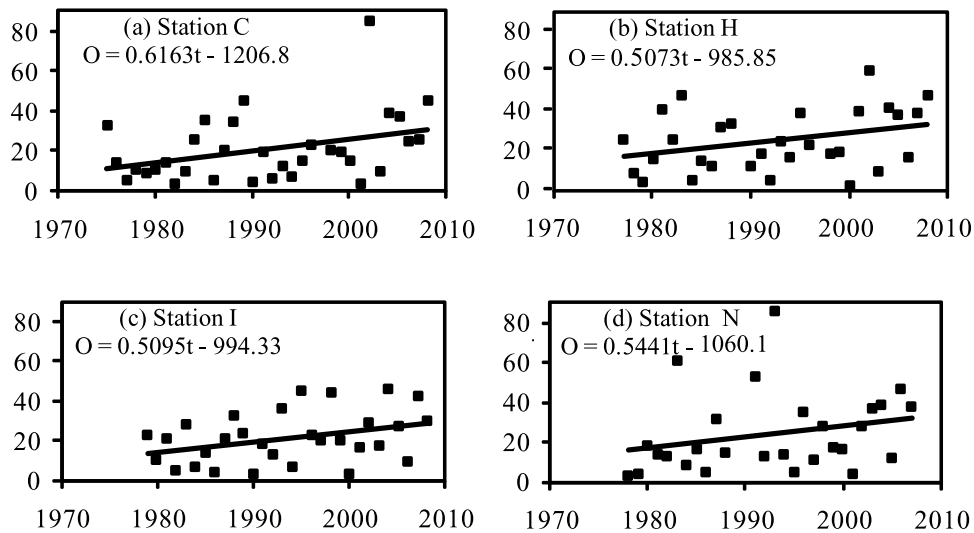 (a) Station C
O = 0.6163t - 1206.8
80
60
40
20
0
1970 1980 1990 2000 2010
(b) Station H
O = 0.5073t - 985.85
80
60
40
20
0
1970 1980 1990 2000 2010
(c) Station I
O = 0.5095t - 994.33
80
60
40
20
0
1970 1980 1990 2000 2010
(d) Station N
O = 0.5441t - 1060.1
80
60
40
20
0
1970 1980 1990 2000 2010